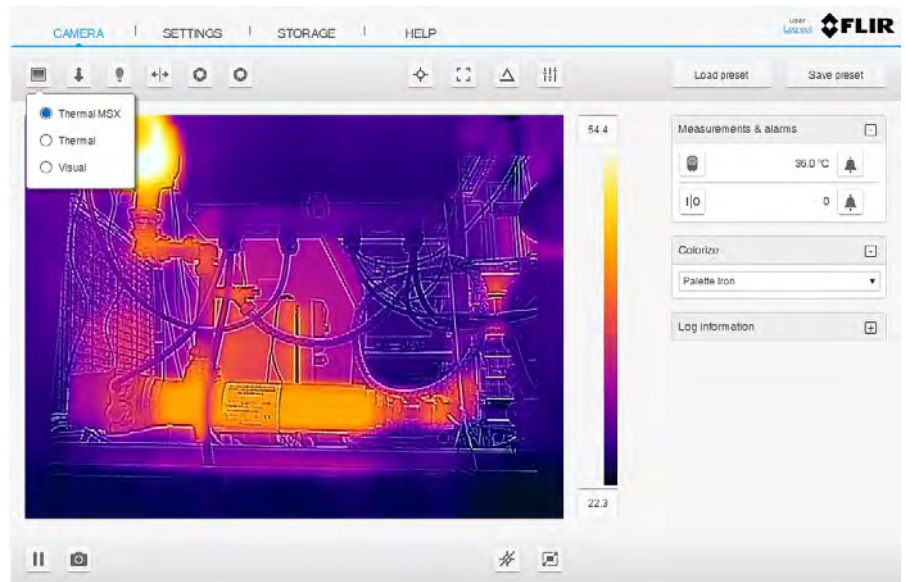 user
CAMERA | SETTINGS | STORAGE | HELP
Log out
FLIR
Load preset
Save preset
Thermal MSX
Thermal
Visual
54.4
22.3
Measurements & alarms
36.0 °C
I|O
0
Colorize
Palette Iron
Log information